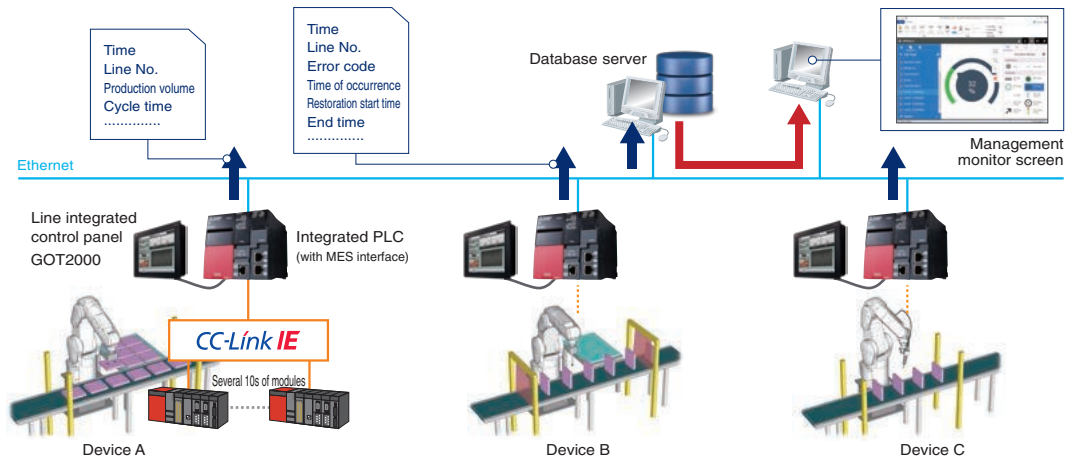 Time
Line No.
Production volume
Cycle time
..............
Time
Line No.
Error code
Time of occurrence
Restoration start time
End time
..............
Database server
32
Management
monitor screen
Ethernet
Line integrated
control panel
GOT2000
Integrated PLC
(with MES interface)
CC-Link IE
Several 10s of modules
Device A
Device B
Device C